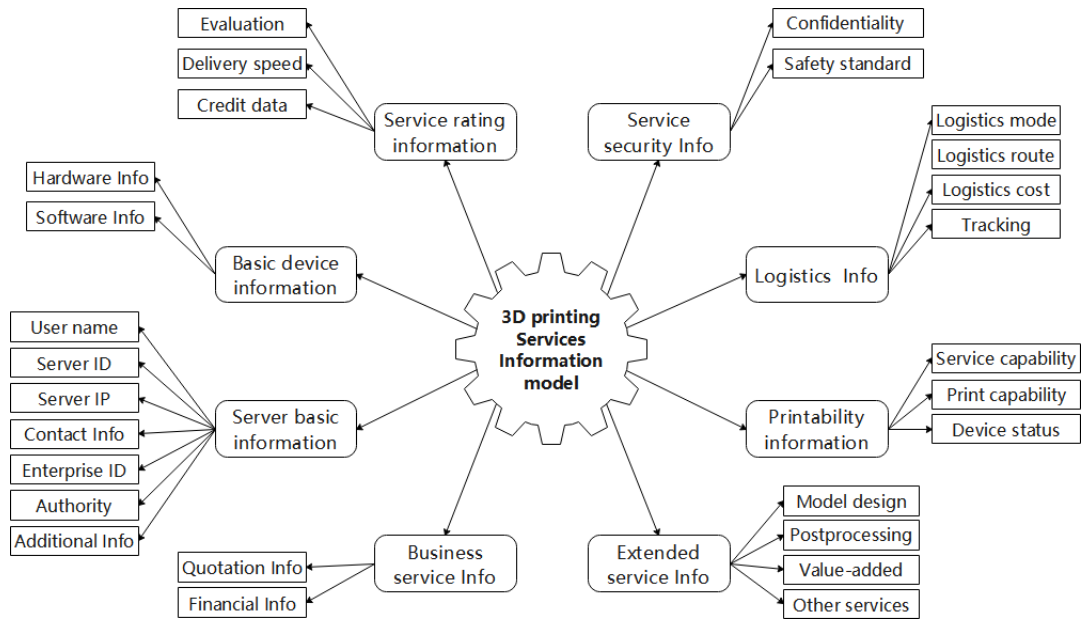 Evaluation
Delivery speed
Credit data
Service rating
information
Confidentiality
Safety standard
Service
security Info
Hardware Info
Software Info
Basic device
information
Logistics mode
Logistics route
Logistics cost
Tracking
Logistics Info
3D printing
Services
Information
model
User name
Server ID
Server IP
Contact Info
Enterprise ID
Authority
Additional Info
Server basic
information
Service capability
Print capability
Device status
Printability
information
Quotation Info
Financial Info
Business
service Info
Extended
service Info
Model design
Postprocessing
Value-added
Other services